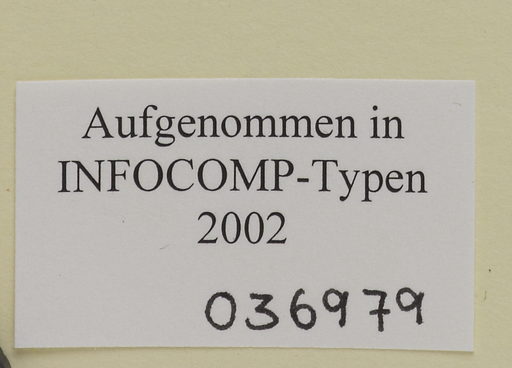 Aufgenommen in
INFOCOMP-Typen
2002
036979